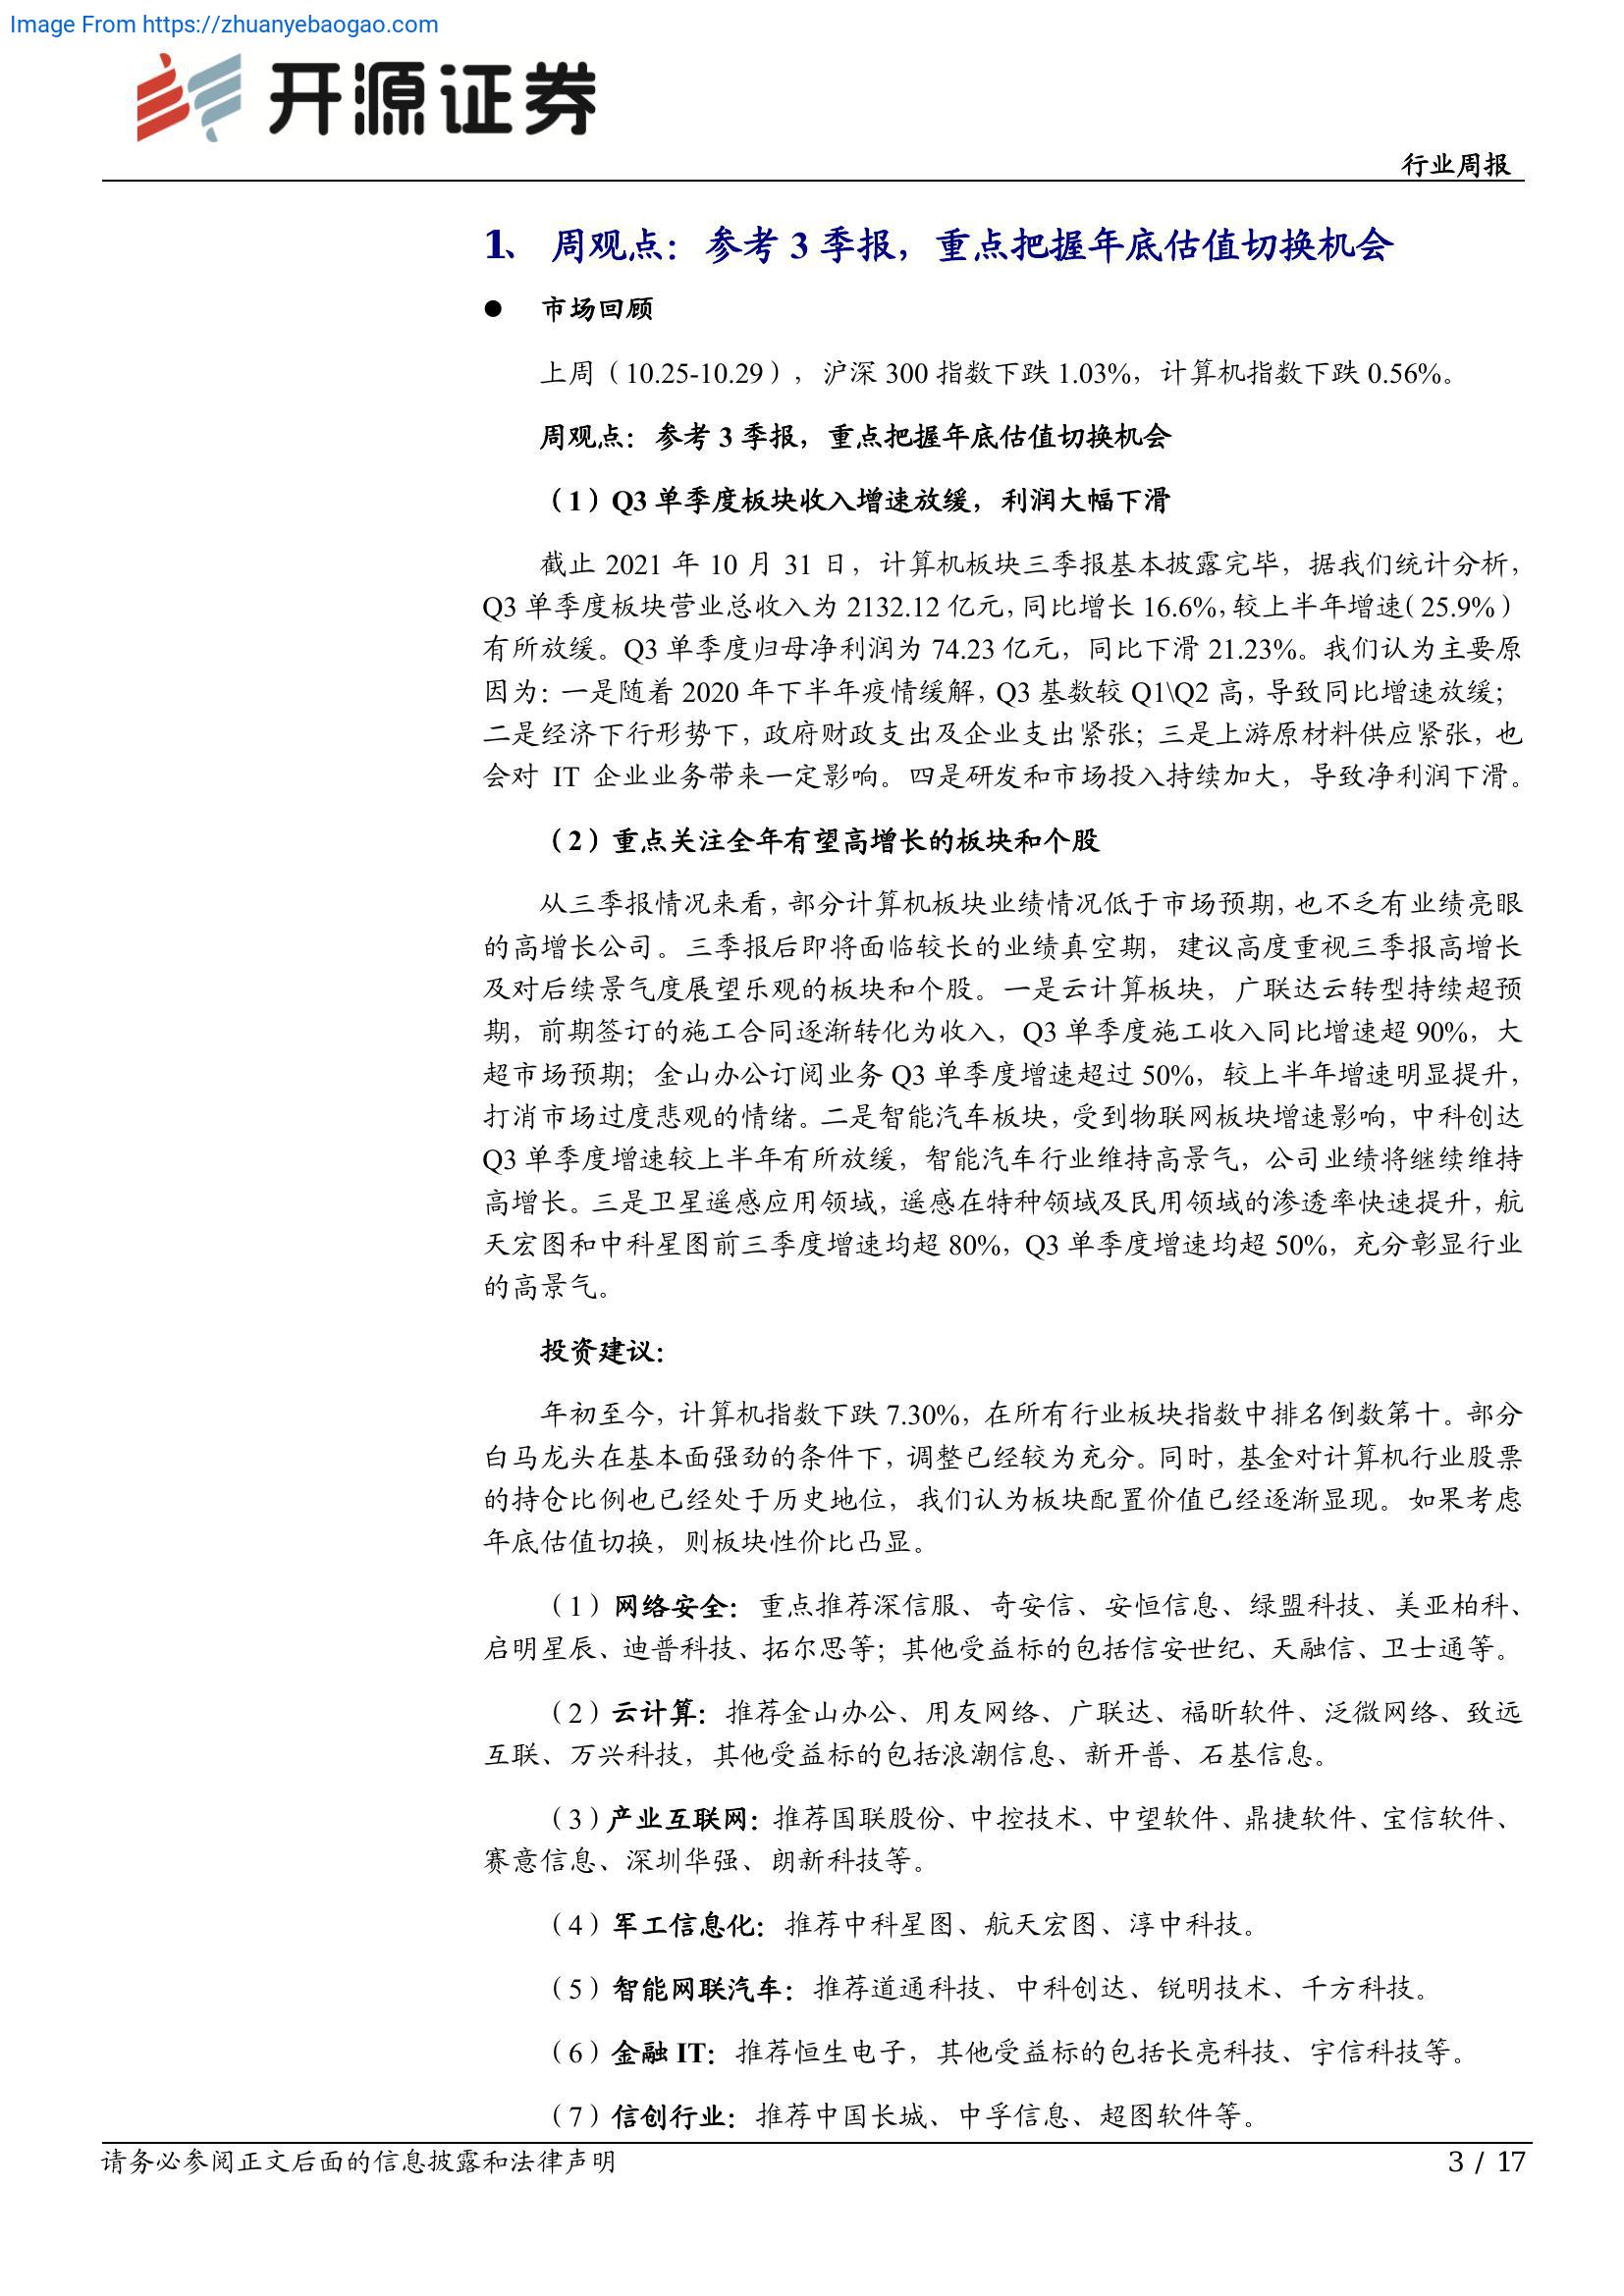 Image From https://zhuanyebaogao.com
开源证券
行业周报
1、 周观点：参考 3 季报，重点把握年底估值切换机会
● 市场回顾
上周（10.25-10.29），沪深 300 指数下跌 1.03%，计算机指数下跌 0.56%。
周观点：参考 3 季报，重点把握年底估值切换机会
（1）Q3 单季度板块收入增速放缓，利润大幅下滑
截止 2021 年 10 月 31 日，计算机板块三季报基本披露完毕，据我们统计分析，
Q3 单季度板块营业总收入为 2132.12 亿元，同比增长 16.6%，较上半年增速（25.9%）
有所放缓。Q3 单季度归母净利润为 74.23 亿元，同比下滑 21.23%。我们认为主要原
因为：一是随着 2020 年下半年疫情缓解，Q3 基数较 Q1\Q2 高，导致同比增速放缓；
二是经济下行形势下，政府财政支出及企业支出紧张；三是上游原材料供应紧张，也
会对 IT 企业业务带来一定影响。四是研发和市场投入持续加大，导致净利润下滑。
（2）重点关注全年有望高增长的板块和个股
从三季报情况来看，部分计算机板块业绩情况低于市场预期，也不乏有业绩亮眼
的高增长公司。三季报后即将面临较长的业绩真空期，建议高度重视三季报高增长
及对后续景气度展望乐观的板块和个股。一是云计算板块，广联达云转型持续超预
期，前期签订的施工合同逐渐转化为收入，Q3 单季度施工收入同比增速超 90%，大
超市场预期；金山办公订阅业务 Q3 单季度增速超过 50%，较上半年增速明显提升，
打消市场过度悲观的情绪。二是智能汽车板块，受到物联网板块增速影响，中科创达
Q3 单季度增速较上半年有所放缓，智能汽车行业维持高景气，公司业绩将继续维持
高增长。三是卫星遥感应用领域，遥感在特种领域及民用领域的渗透率快速提升，航
天宏图和中科星图前三季度增速均超 80%，Q3 单季度增速均超 50%，充分彰显行业
的高景气。
投资建议：
年初至今，计算机指数下跌 7.30%，在所有行业板块指数中排名倒数第十。部分
白马龙头在基本面强劲的条件下，调整已经较为充分。同时，基金对计算机行业股票
的持仓比例也已经处于历史地位，我们认为板块配置价值已经逐渐显现。如果考虑
年底估值切换，则板块性价比凸显。
（1）网络安全：重点推荐深信服、奇安信、安恒信息、绿盟科技、美亚柏科、
启明星辰、迪普科技、拓尔思等；其他受益标的包括信安世纪、天融信、卫士通等。
（2）云计算：推荐金山办公、用友网络、广联达、福昕软件、泛微网络、致远
互联、万兴科技，其他受益标的包括浪潮信息、新开普、石基信息。
（3）产业互联网：推荐国联股份、中控技术、中望软件、鼎捷软件、宝信软件、
赛意信息、深圳华强、朗新科技等。
（4）军工信息化：推荐中科星图、航天宏图、淳中科技。
（5）智能网联汽车：推荐道通科技、中科创达、锐明技术、千方科技。
（6）金融 IT：推荐恒生电子，其他受益标的包括长亮科技、宇信科技等。
（7）信创行业：推荐中国长城、中孚信息、超图软件等。
请务必参阅正文后面的信息披露和法律声明
3 / 17